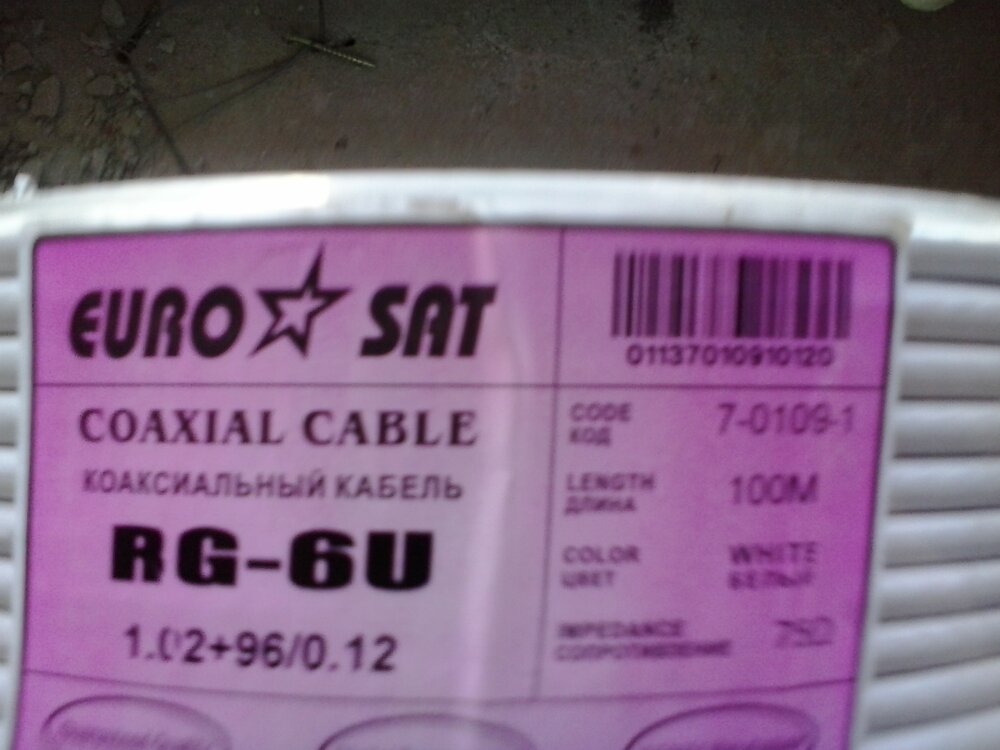 EURO SAT
01137010910120
COAXIAL CABLE
КОАКСИАЛЬНЫЙ КАБЕЛЬ
RG-6U
1.02+96/0.12
CODE 7-0109-1
КОД
LENGTH 100M
ДЛИНА
COLOR WHITE
ЦВЕТ БЕЛЫЙ
IMPEDANCE 75Ω
СОПРОТИВЛЕНИЕ